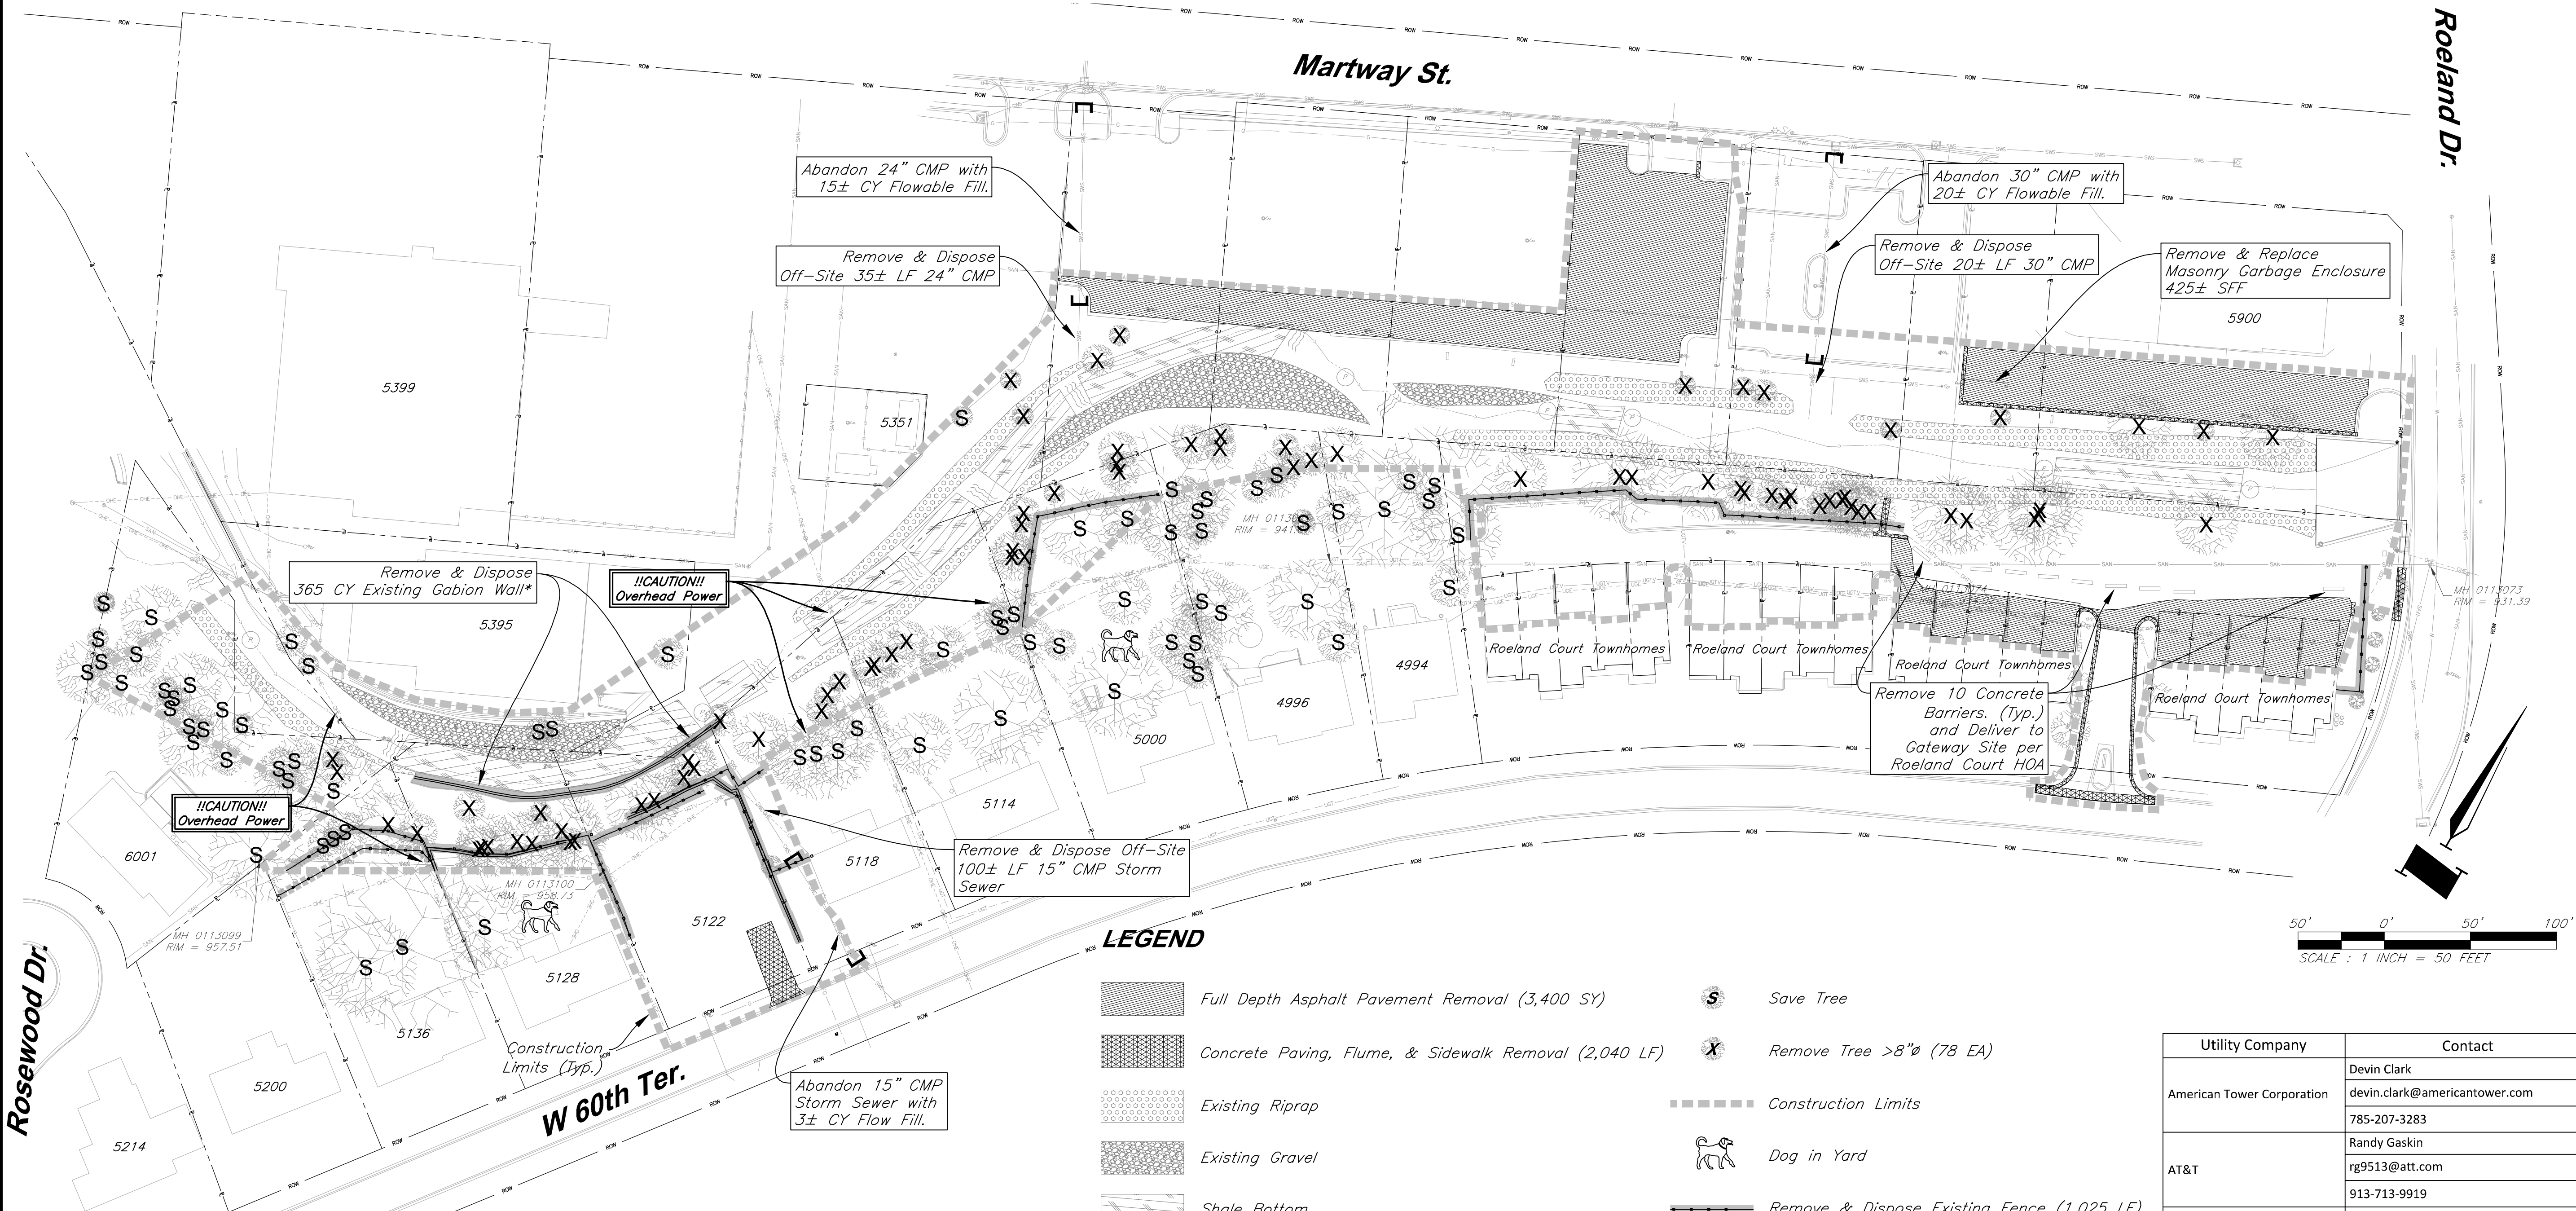 Martway St.
Roeland Dr.
Abandon 24" CMP with
15± CY Flowable Fill.
Remove & Dispose
Off-Site 35± LF 24" CMP
Abandon 30" CMP with
20± CY Flowable Fill.
Remove & Dispose
Off-Site 20± LF 30" CMP
Remove & Replace
Masonry Garbage Enclosure
425± SFF
5900
5399
5351
Remove & Dispose
365 CY Existing Gabion Wall*
!!CAUTION!!
Overhead Power
5395
MH 0113073
RIM = 931.39
Roeland Court Townhomes
Roeland Court Townhomes
Roeland Court Townhomes
Roeland Court Townhomes
4994
4996
5000
5114
5118
5122
5128
5136
5200
5214
6001
Remove 10 Concrete
Barriers. (Typ.)
and Deliver to
Gateway Site per
Roeland Court HOA
!!CAUTION!!
Overhead Power
Remove & Dispose Off-Site
100± LF 15" CMP Storm
Sewer
MH 0113100
RIM = 958.73
MH 0113099
RIM = 957.51
Rosewood Dr.
Construction
Limits (Typ.)
W 60th Ter.
Abandon 15" CMP
Storm Sewer with
3± CY Flow Fill.
50' 0' 50' 100'
SCALE : 1 INCH = 50 FEET
LEGEND
Full Depth Asphalt Pavement Removal (3,400 SY)
Concrete Paving, Flume, & Sidewalk Removal (2,040 LF)
Existing Riprap
Existing Gravel
Shale Bottom
S Save Tree
X Remove Tree >8"ø (78 EA)
Construction Limits
Dog in Yard
Remove & Dispose Existing Fence (1,025 LF)
Utility Company Contact
American Tower Corporation
Devin Clark
devin.clark@americantower.com
785-207-3283
AT&T
Randy Gaskin
rg9513@att.com
913-713-9919